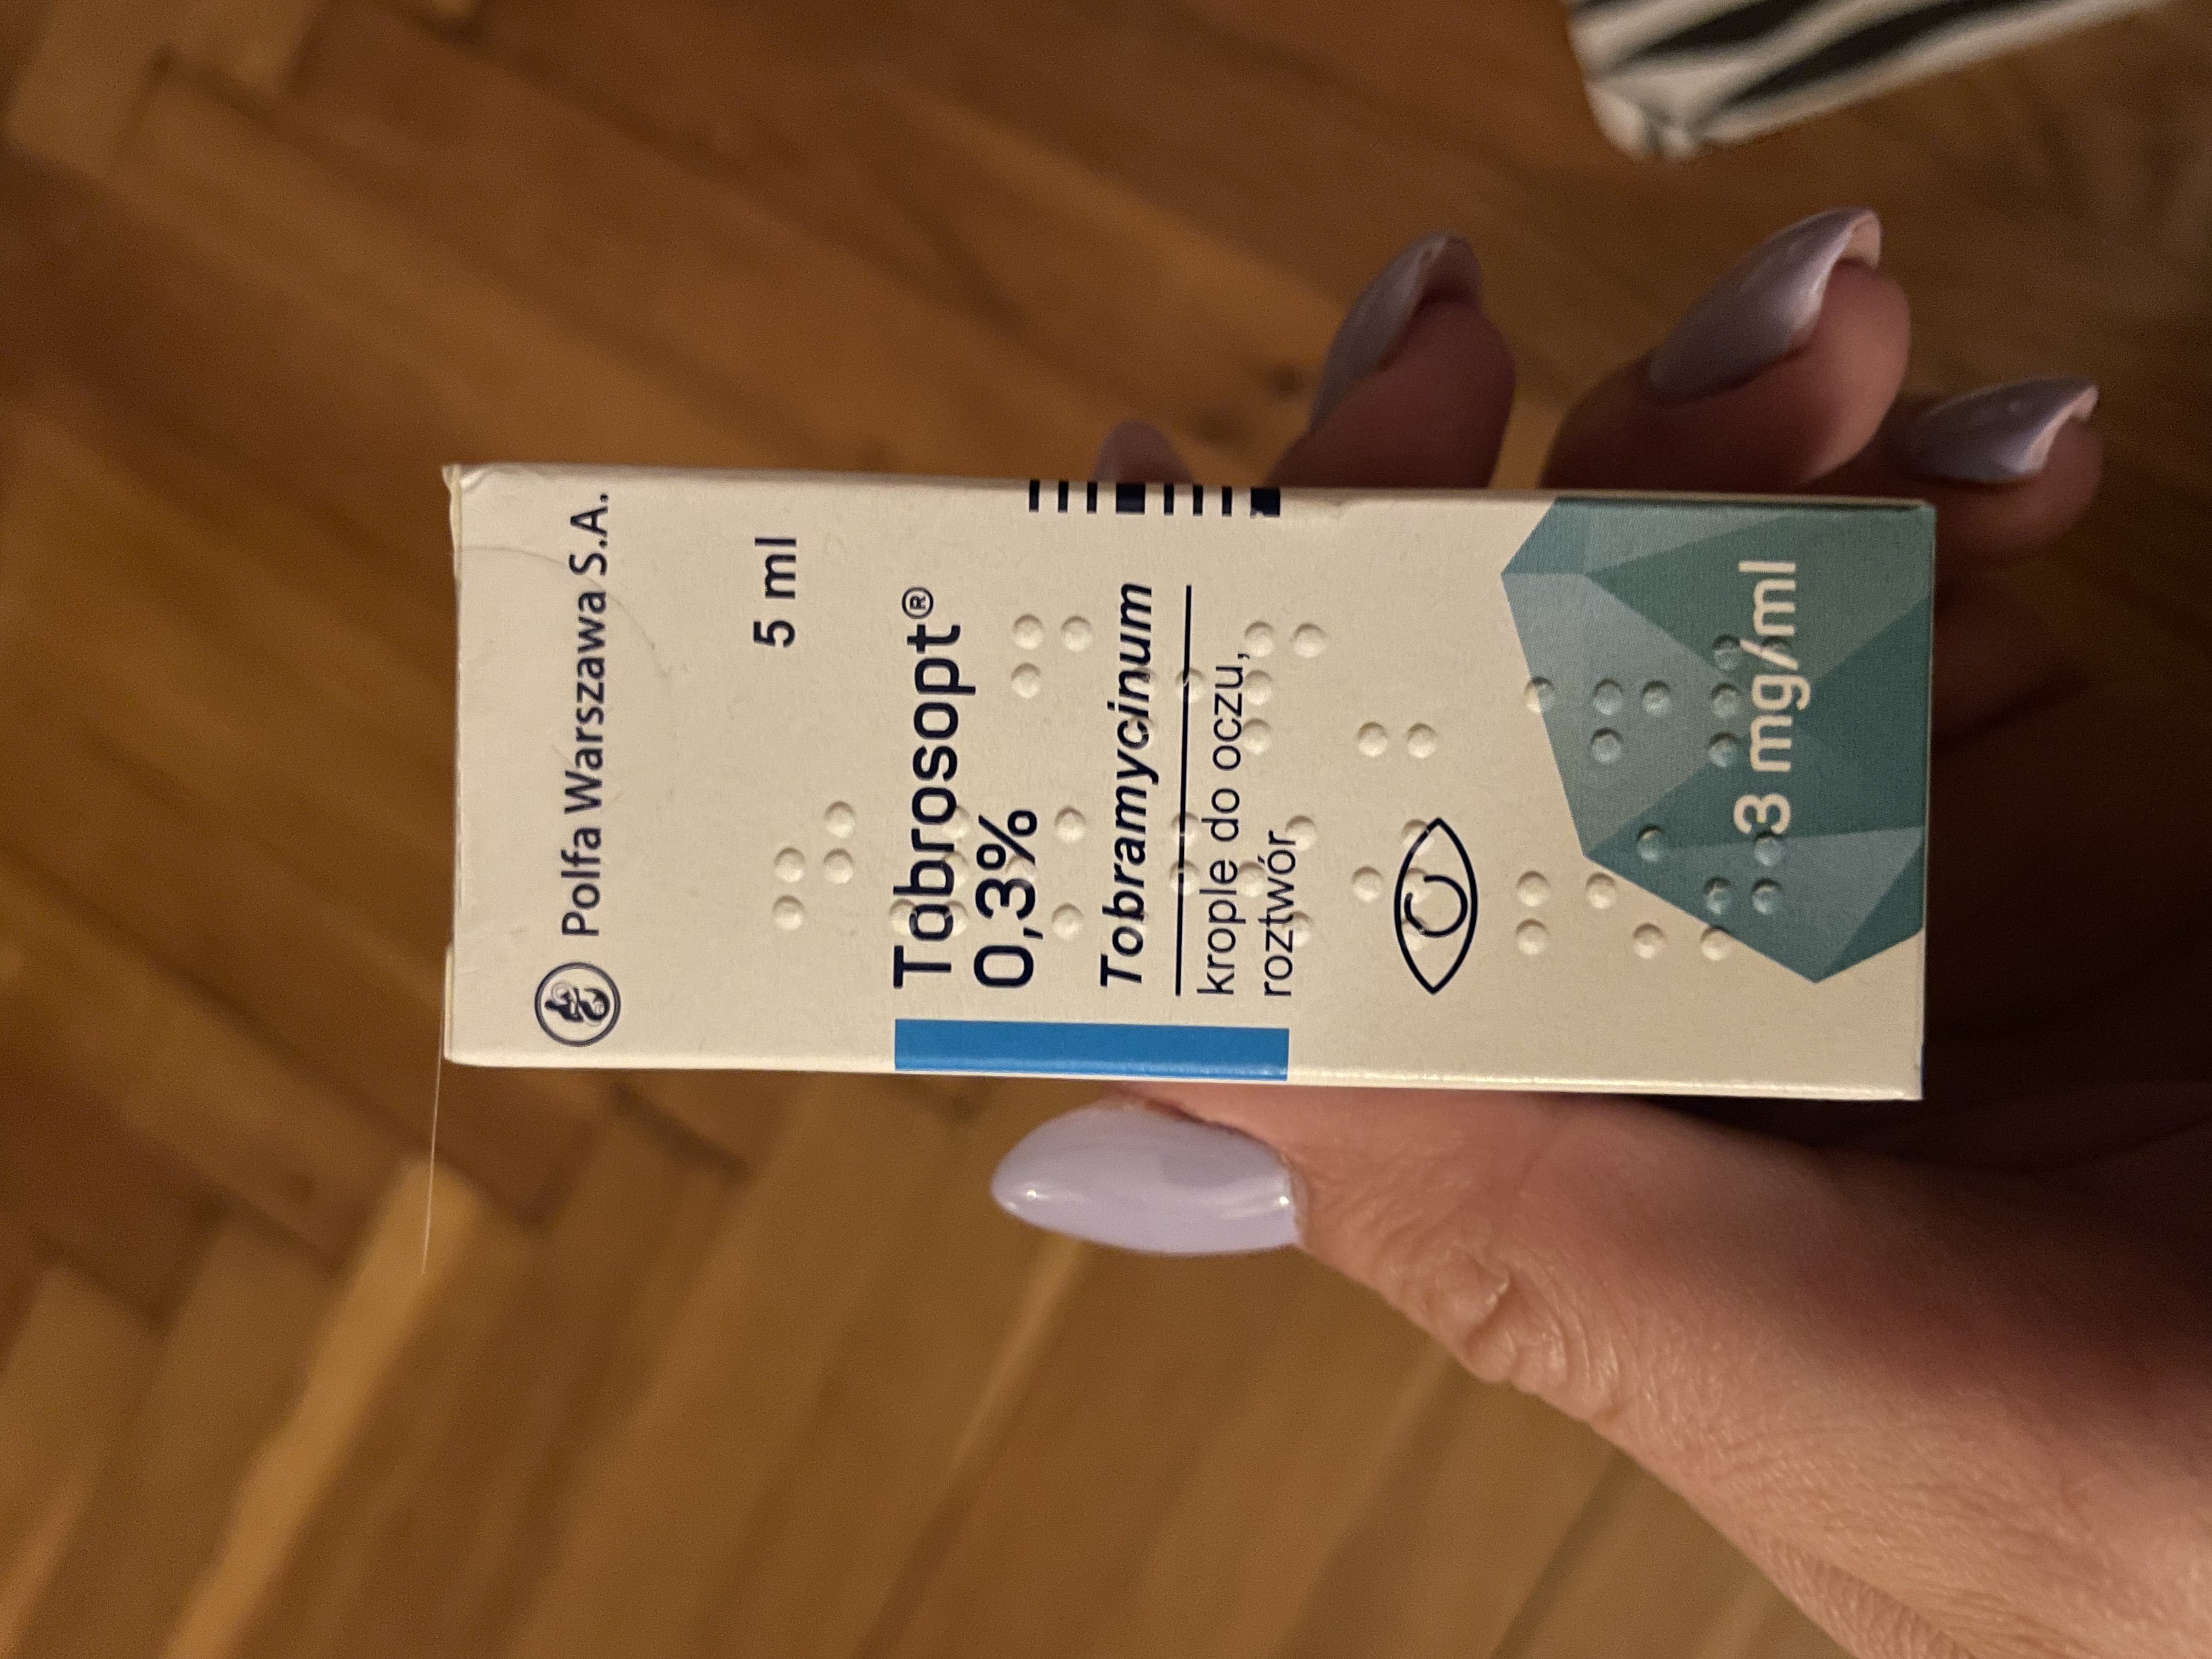 Polfa Warszawa S.A.
5 ml
Tobrosopt®
0,3%
Tobramycinum
krople do oczu,
roztwór
3 mg/ml